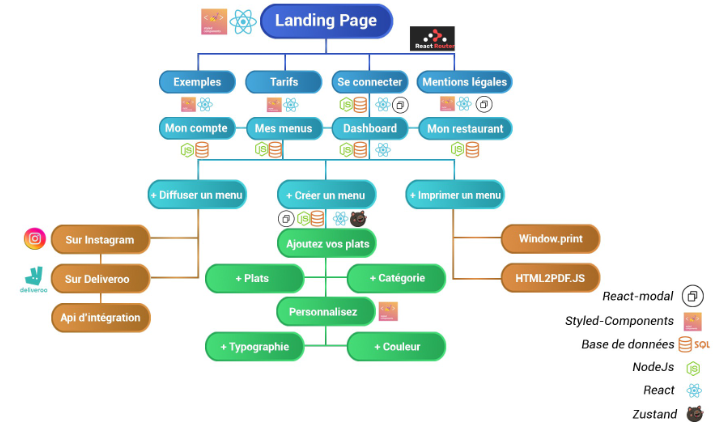 Landing Page
React Router
Exemples
Tarifs
Se connecter
Mentions légales
Mon compte
Mes menus
Dashboard
Mon restaurant
+ Diffuser un menu
+ Créer un menu
+ Imprimer un menu
Sur Instagram
Ajoutez vos plats
Window.print
deliveroo
Sur Deliveroo
+ Plats
+ Catégorie
HTML2PDF.JS
Api d'intégration
Personnalisez
+ Typographie
+ Couleur
React-modal
Styled-Components
Base de données
SQL
NodeJs
React
Zustand